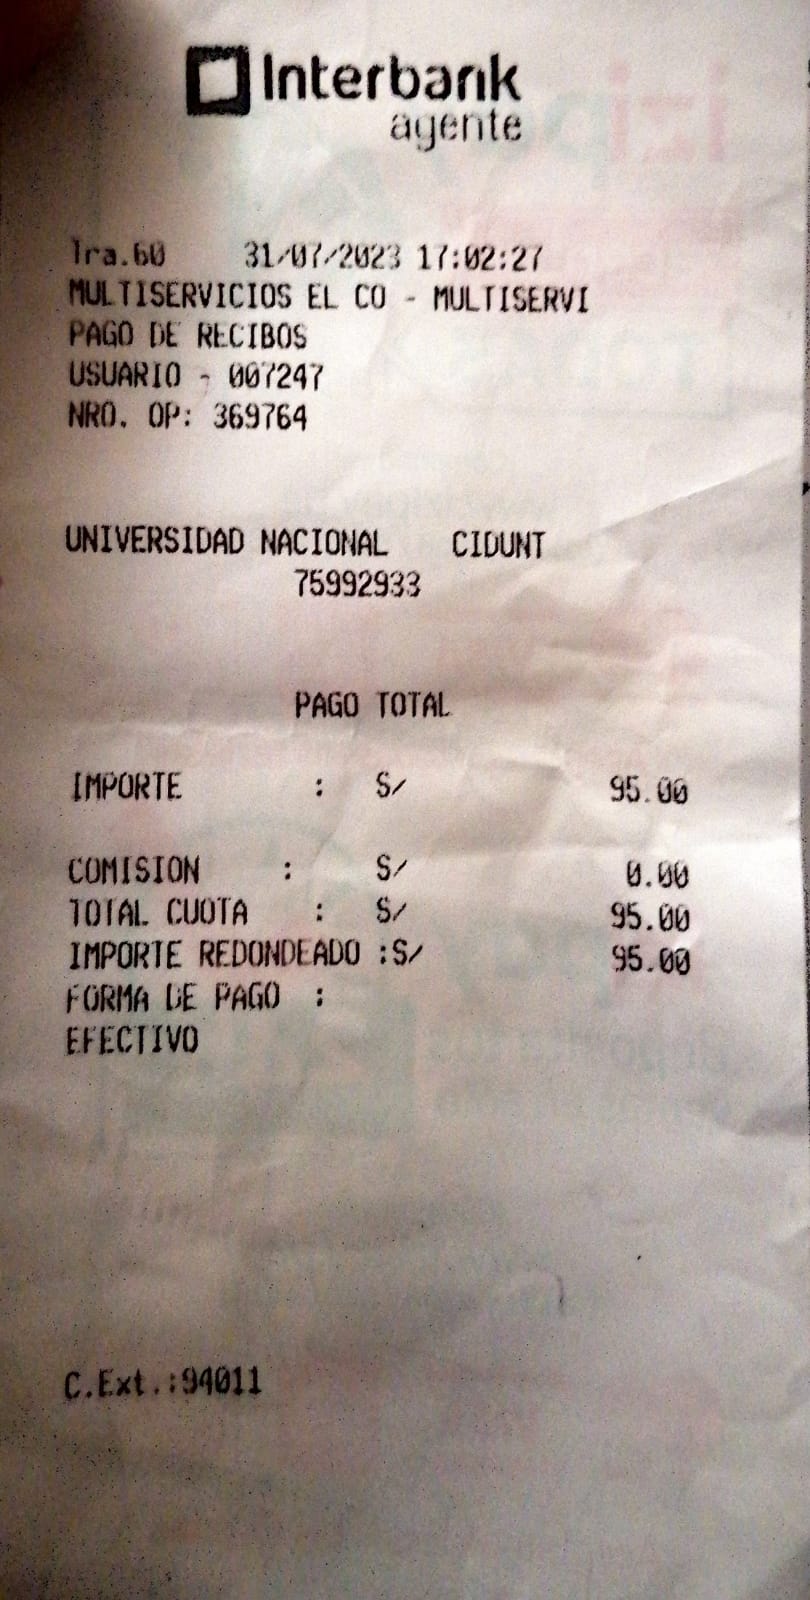 Interbank
agente
Tra.60 31/07/2023 17:02:27
MULTISERVICIOS EL CO - MULTISERVI
PAGO DE RECIBOS
USUARIO - 007247
NRO. OP: 369764
UNIVERSIDAD NACIONAL CIDUNT
75992933
PAGO TOTAL
IMPORTE : S/ 95.00
COMISION : S/ 0.00
TOTAL CUOTA : S/ 95.00
IMPORTE REDONDEADO :S/ 95.00
FORMA DE PAGO :
EFECTIVO
C.Ext.:94011